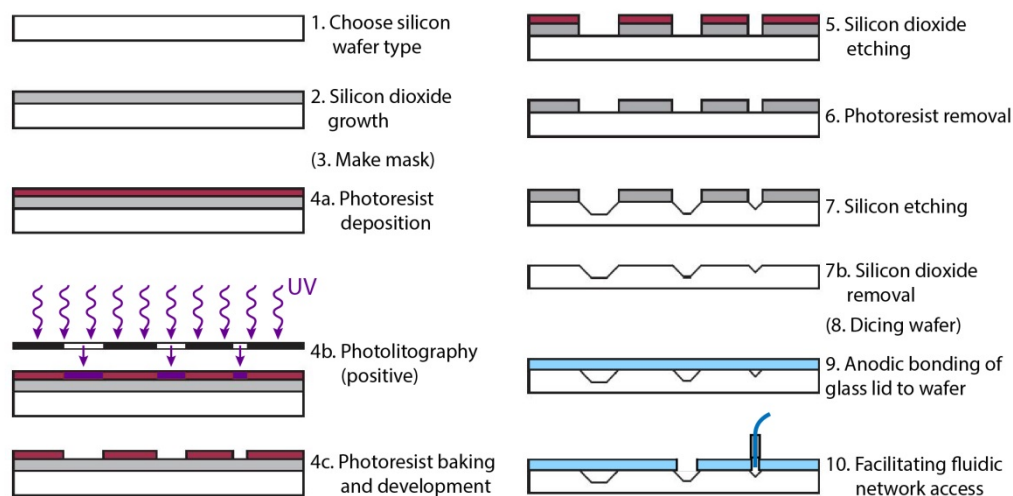 1. Choose silicon
wafer type
2. Silicon dioxide
growth
(3. Make mask)
4a. Photoresist
deposition
UV
4b. Photolitography
(positive)
4c. Photoresist baking
and development
5. Silicon dioxide
etching
6. Photoresist removal
7. Silicon etching
7b. Silicon dioxide
removal
(8. Dicing wafer)
9. Anodic bonding of
glass lid to wafer
10. Facilitating fluidic
network access